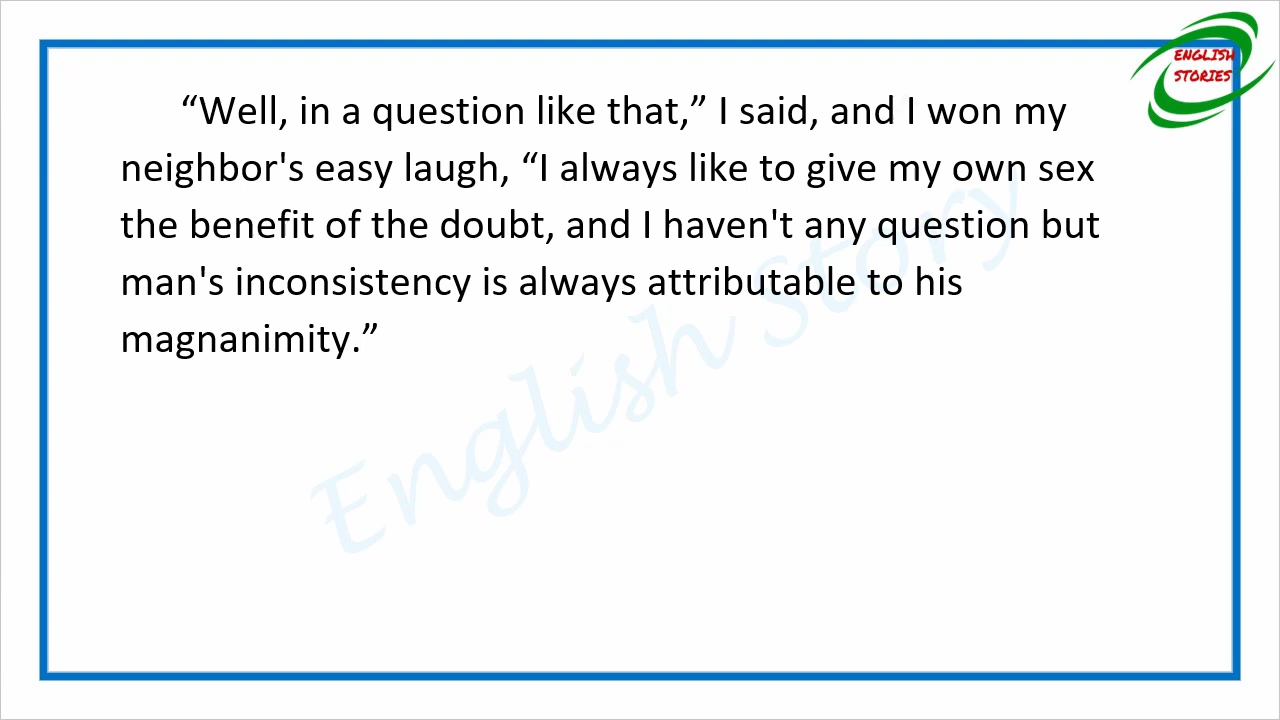 ENGLISH
STORIES
“Well, in a question like that,” I said, and I won my
neighbor's easy laugh, “I always like to give my own sex
the benefit of the doubt, and I haven't any question but
man's inconsistency is always attributable to his
magnanimity.”
English Story